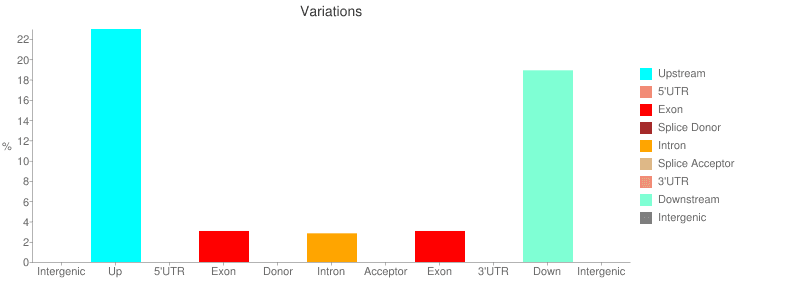 Variations
%
22
20
18
16
14
12
10
8
6
4
2
0
Intergenic Up 5'UTR Exon Donor Intron Acceptor Exon 3'UTR Down Intergenic
Upstream
5'UTR
Exon
Splice Donor
Intron
Splice Acceptor
3'UTR
Downstream
Intergenic